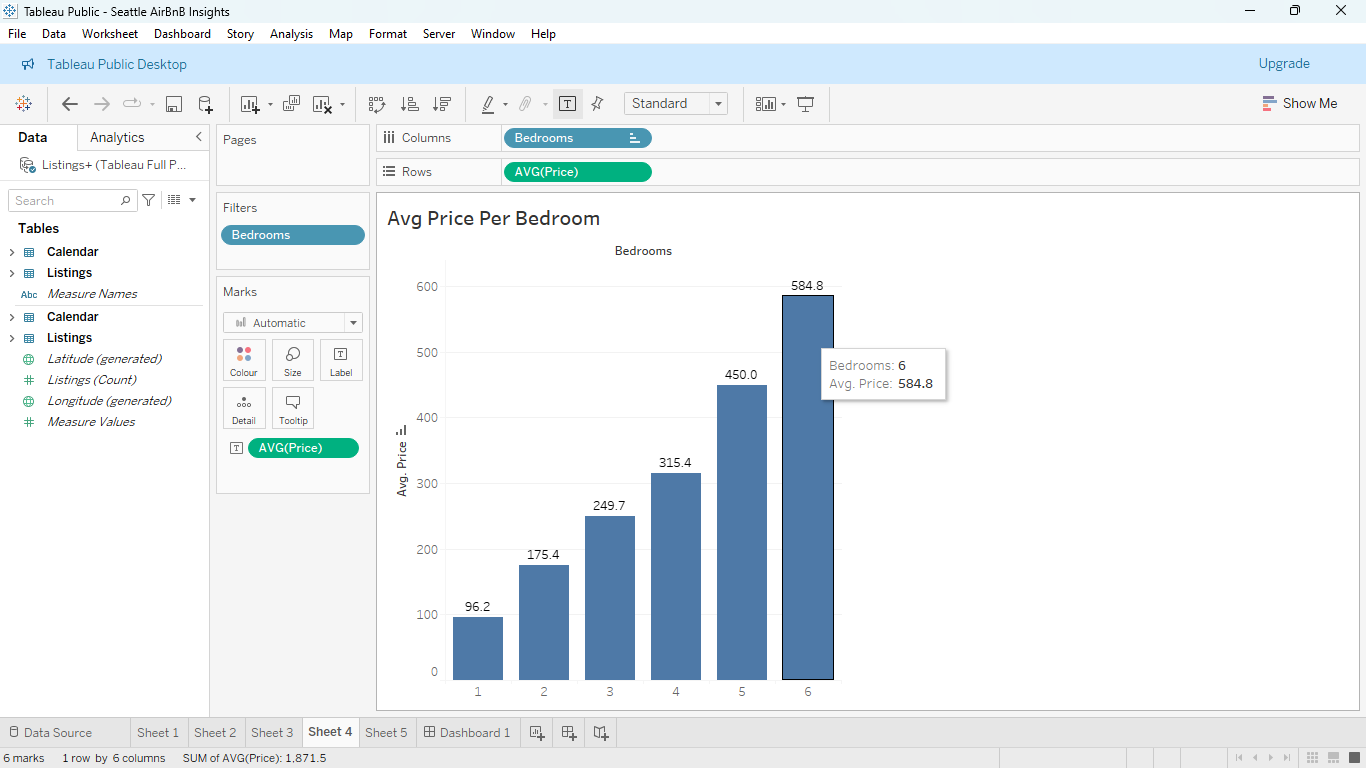 Tableau Public - Seattle AirBnB Insights
File Data Worksheet Dashboard Story Analysis Map Format Server Window Help
Tableau Public Desktop Upgrade
Standard Show Me
Data Analytics
Listings+ (Tableau Full P...
Search
Tables
Calendar
Listings
Abc Measure Names
Calendar
Listings
Latitude (generated)
Listings (Count)
Longitude (generated)
Measure Values
Pages
Filters
Bedrooms
Marks
Automatic
Colour Size Label
Detail Tooltip
AVG(Price)
Columns Bedrooms
Rows AVG(Price)
Avg Price Per Bedroom
Bedrooms
Avg. Price
600
500
400
300
200
100
0
96.2
175.4
249.7
315.4
450.0
584.8
1 2 3 4 5 6
Bedrooms: 6
Avg. Price: 584.8
Data Source Sheet 1 Sheet 2 Sheet 3 Sheet 4 Sheet 5 Dashboard 1
6 marks 1 row by 6 columns SUM of AVG(Price): 1,871.5